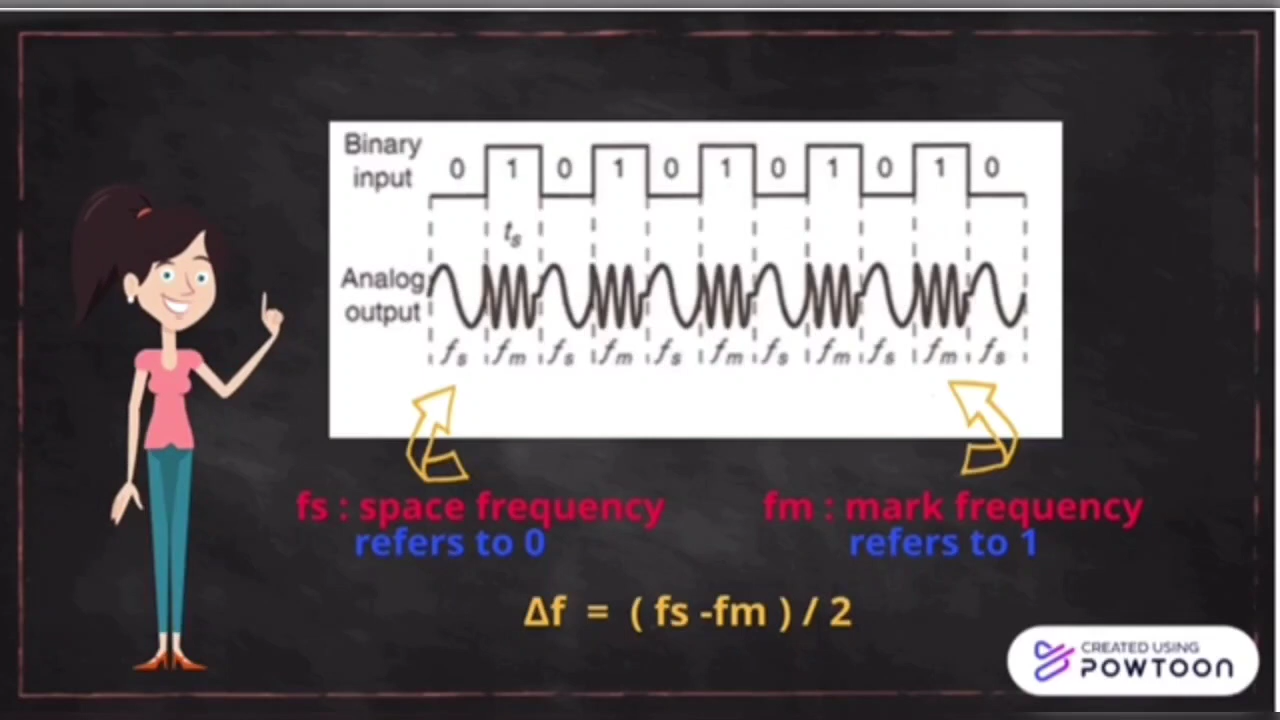 Binary
input
0 1 0 1 0 1 0 1 0 1 0
ts
Analog
output
fs fm fs fm fs fm fs fm fs fm fs
fs : space frequency
refers to 0
fm : mark frequency
refers to 1
Δf = ( fs -fm ) / 2
CREATED USING
POWTOON